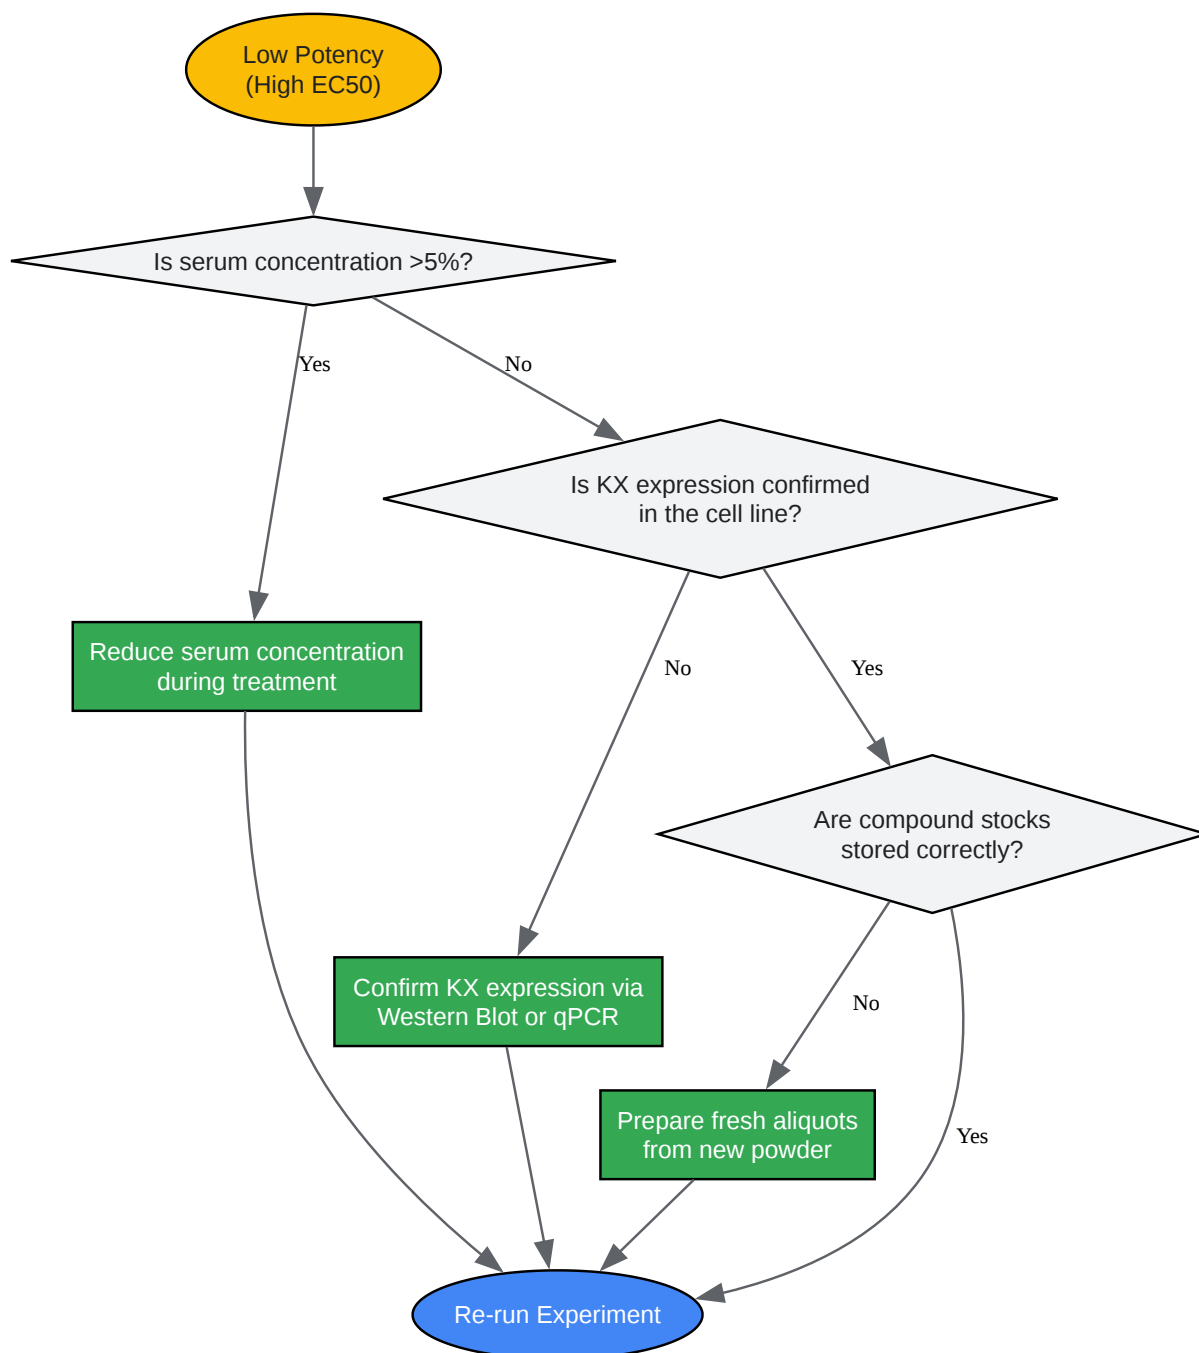 Low Potency
(High EC50)
Is serum concentration >5%?
Yes
No
Is KX expression confirmed
in the cell line?
Reduce serum concentration
during treatment
No
Yes
Are compound stocks
stored correctly?
Confirm KX expression via
Western Blot or qPCR
No
Prepare fresh aliquots
from new powder
Yes
Re-run Experiment